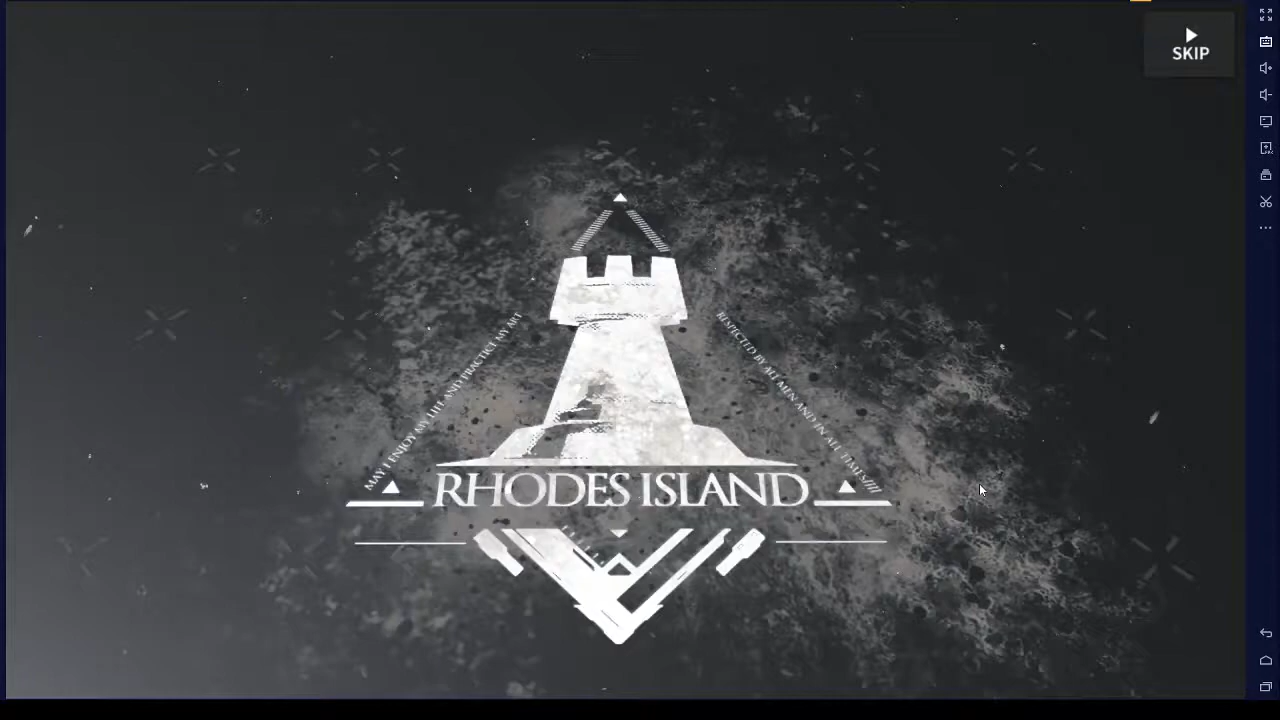 SKIP
MAY I ENJOY MY LIFE AND PRACTICE MY ART
RESPECTED BY ALL MEN AND IN ALL TIMES
RHODES ISLAND